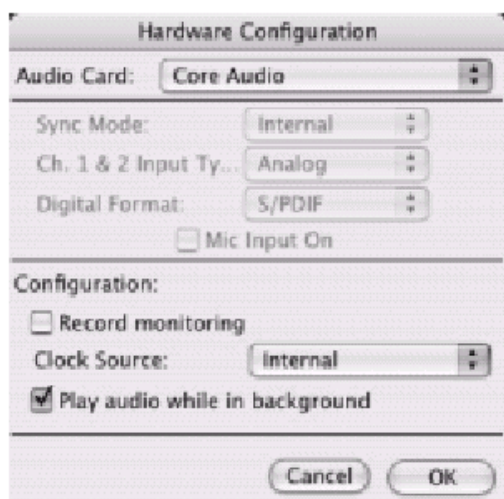 Hardware Configuration
Audio Card: Core Audio
Sync Mode: Internal
Ch. 1 & 2 Input Ty... Analog
Digital Format: S/PDIF
Mic Input On
Configuration:
Record monitoring
Clock Source: Internal
Play audio while in background
Cancel OK